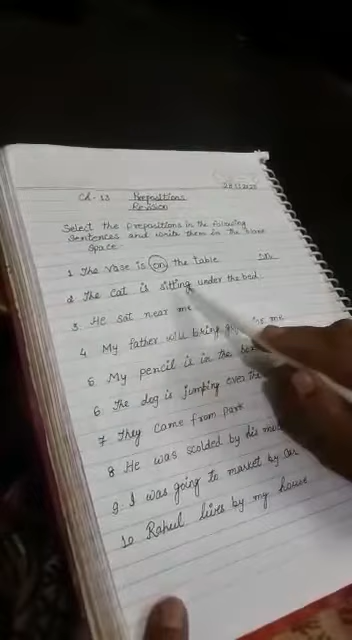 Ch - 13 Prepositions
Revision
Select the prepositions in the following
sentences and write them in the blank
space.
1 The vase is on the table on
2 The cat is sitting under the bed
3. He sat near me
4 My father will bring me
5 My pencil is in the
6 The dog is jumping over the
7 They came from park
8 He was scolded by his
9. I was going to market by car
10 Rahul lives by my house